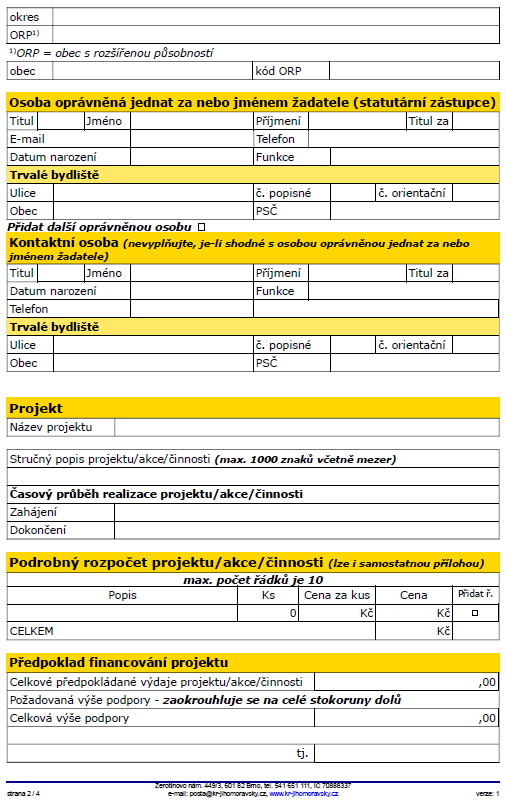 okres
ORP1)
1)ORP = obec s rozšířenou působností
obec kód ORP
Osoba oprávněná jednat za nebo jménem žadatele (statutární zástupce)
Titul Jméno Příjmení Titul za
E-mail Telefon
Datum narození Funkce
Trvalé bydliště
Ulice č. popisné č. orientační
Obec PSČ
Přidat další oprávněnou osobu
Kontaktní osoba (nevyplňujte, je-li shodné s osobou oprávněnou jednat za nebo
jménem žadatele)
Titul Jméno Příjmení Titul za
Datum narození Funkce
Telefon
Trvalé bydliště
Ulice č. popisné č. orientační
Obec PSČ
Projekt
Název projektu
Stručný popis projektu/akce/činnosti (max. 1000 znaků včetně mezer)
Časový průběh realizace projektu/akce/činnosti
Zahájení
Dokončení
Podrobný rozpočet projektu/akce/činnosti (lze i samostatnou přílohou)
max. počet řádků je 10
Popis Ks Cena za kus Cena Přidat ř.
0 Kč Kč
CELKEM Kč
Předpoklad financování projektu
Celkové předpokládané výdaje projektu/akce/činnosti ,00
Požadovaná výše podpory - zaokrouhluje se na celé stokoruny dolů
Celková výše podpory ,00
tj.
Žerotínovo nám. 449/3, 601 82 Brno, tel. 541 651 111, IČ 70888337
strana 2 / 4 e-mail: posta@kr-jihomoravsky.cz, www.kr-jihomoravsky.cz verze: 1